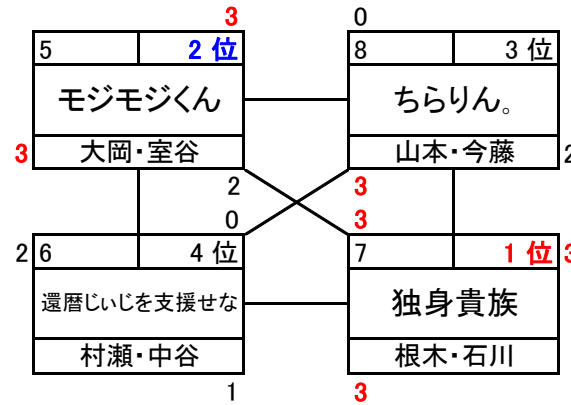 3 0
5 2 位 8 3 位
モジモジくん ちらりん。
3 大岡・室谷 山本・今藤 2
2 3
0 3
2 6 4 位 7 1 位 3
還暦じぃじを支援せな 独身貴族
村瀬・中谷 根木・石川
1 3